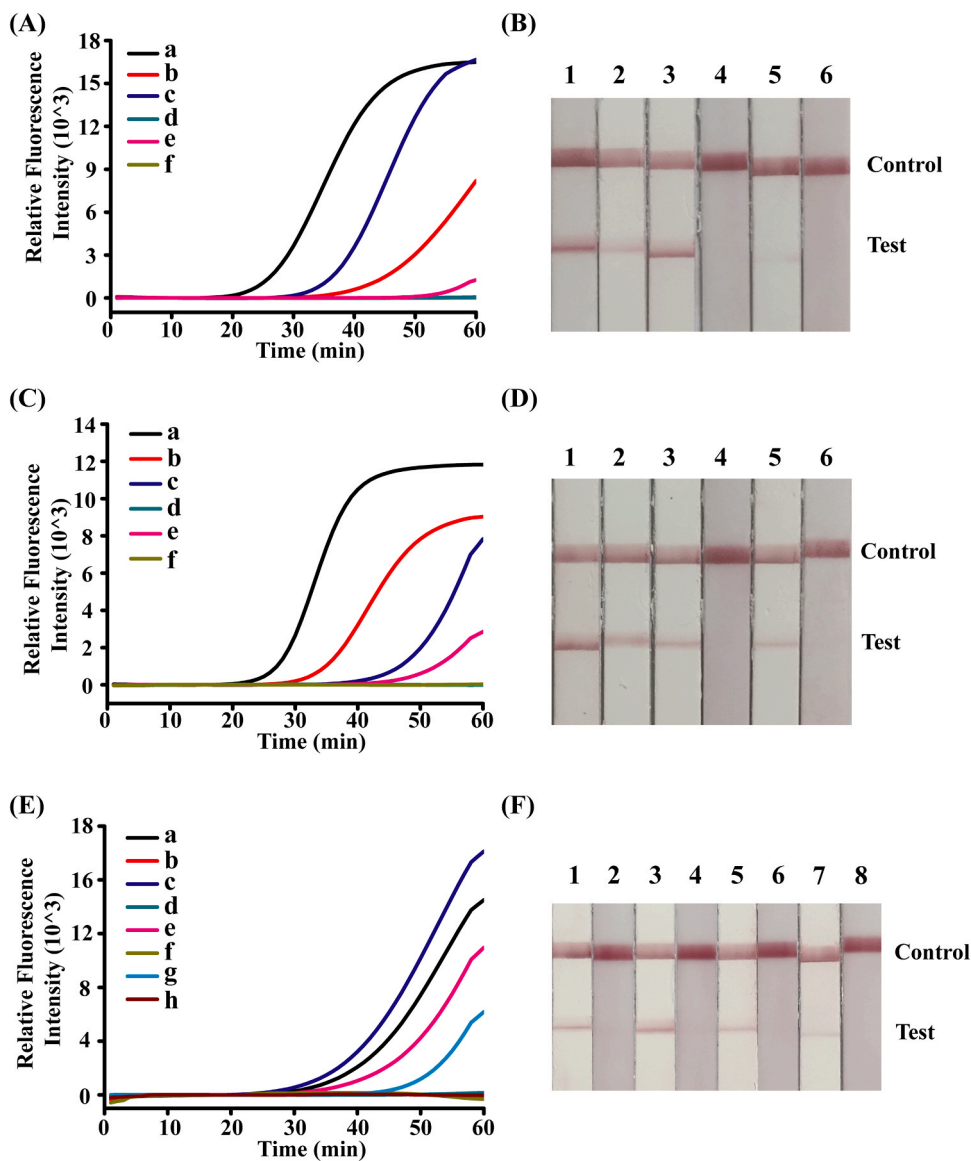 (A)
Relative Fluorescence
Intensity (10^3)
18
15
12
9
6
3
0
a
b
c
d
e
f
0 10 20 30 40 50 60
Time (min)
(B)
1 2 3 4 5 6
Control
Test
(C)
Relative Fluorescence
Intensity (10^3)
14
12
10
8
6
4
2
0
a
b
c
d
e
f
0 10 20 30 40 50 60
Time (min)
(D)
1 2 3 4 5 6
Control
Test
(E)
Relative Fluorescence
Intensity (10^3)
18
16
12
8
4
0
a
b
c
d
e
f
g
h
0 10 20 30 40 50 60
Time (min)
(F)
1 2 3 4 5 6 7 8
Control
Test